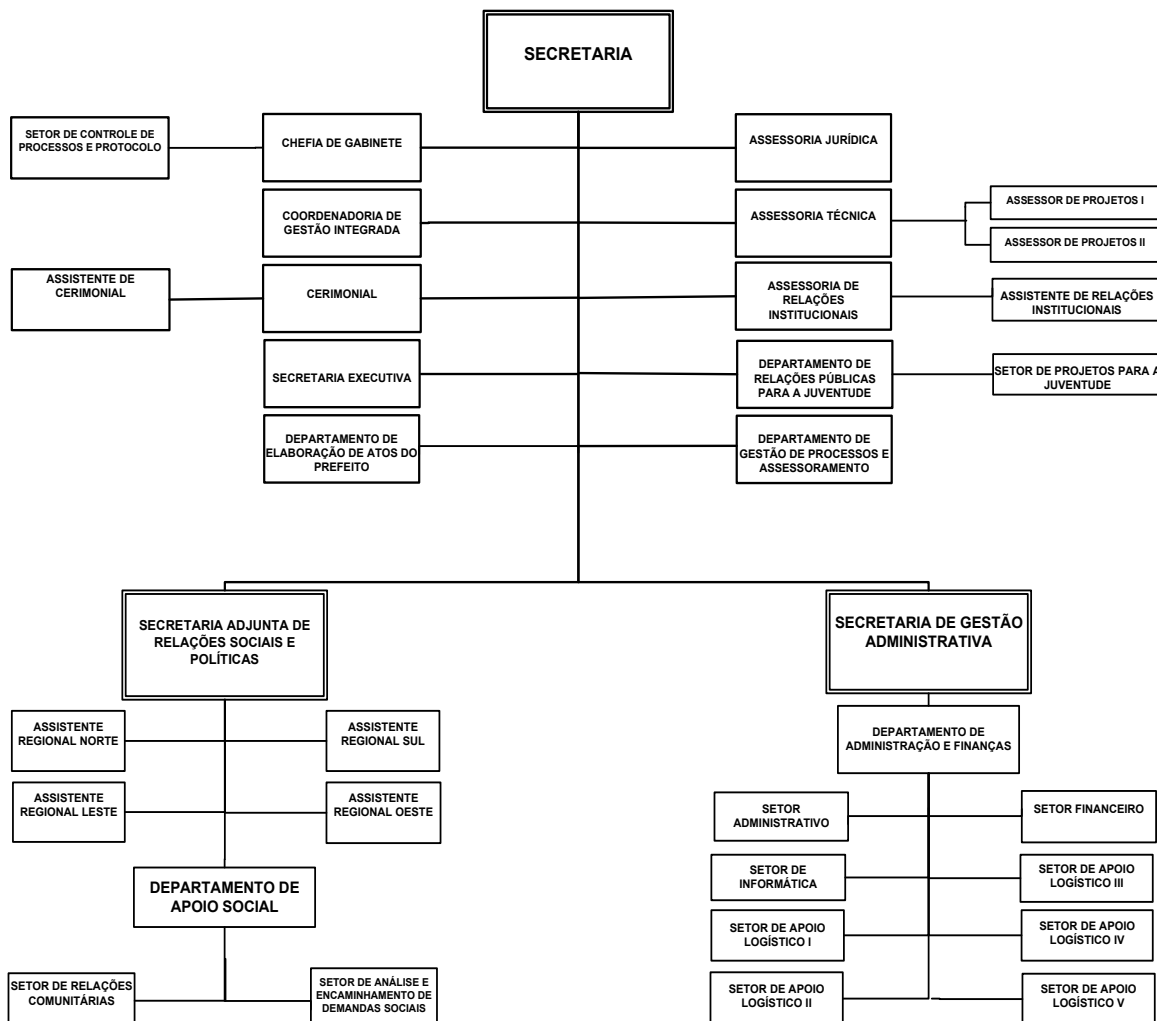 SECRETARIA
SETOR DE CONTROLE DE
PROCESSOS E PROTOCOLO
CHEFIA DE GABINETE
ASSESSORIA JURÍDICA
COORDENADORIA DE
GESTÃO INTEGRADA
ASSESSORIA TÉCNICA
ASSESSOR DE PROJETOS I
ASSESSOR DE PROJETOS II
ASSISTENTE DE
CERIMONIAL
CERIMONIAL
ASSESSORIA DE
RELAÇÕES
INSTITUCIONAIS
ASSISTENTE DE RELAÇÕES
INSTITUCIONAIS
SECRETARIA EXECUTIVA
DEPARTAMENTO DE
RELAÇÕES PÚBLICAS
PARA A JUVENTUDE
SETOR DE PROJETOS PARA A
JUVENTUDE
DEPARTAMENTO DE
ELABORAÇÃO DE ATOS DO
PREFEITO
DEPARTAMENTO DE
GESTÃO DE PROCESSOS E
ASSESSORAMENTO
SECRETARIA ADJUNTA DE
RELAÇÕES SOCIAIS E
POLÍTICAS
SECRETARIA DE GESTÃO
ADMINISTRATIVA
ASSISTENTE
REGIONAL NORTE
ASSISTENTE
REGIONAL SUL
ASSISTENTE
REGIONAL LESTE
ASSISTENTE
REGIONAL OESTE
DEPARTAMENTO DE
APOIO SOCIAL
SETOR DE RELAÇÕES
COMUNITÁRIAS
SETOR DE ANÁLISE E
ENCAMINHAMENTO DE
DEMANDAS SOCIAIS
DEPARTAMENTO DE
ADMINISTRAÇÃO E FINANÇAS
SETOR
ADMINISTRATIVO
SETOR FINANCEIRO
SETOR DE
INFORMÁTICA
SETOR DE APOIO
LOGÍSTICO III
SETOR DE APOIO
LOGÍSTICO I
SETOR DE APOIO
LOGÍSTICO IV
SETOR DE APOIO
LOGÍSTICO II
SETOR DE APOIO
LOGÍSTICO V